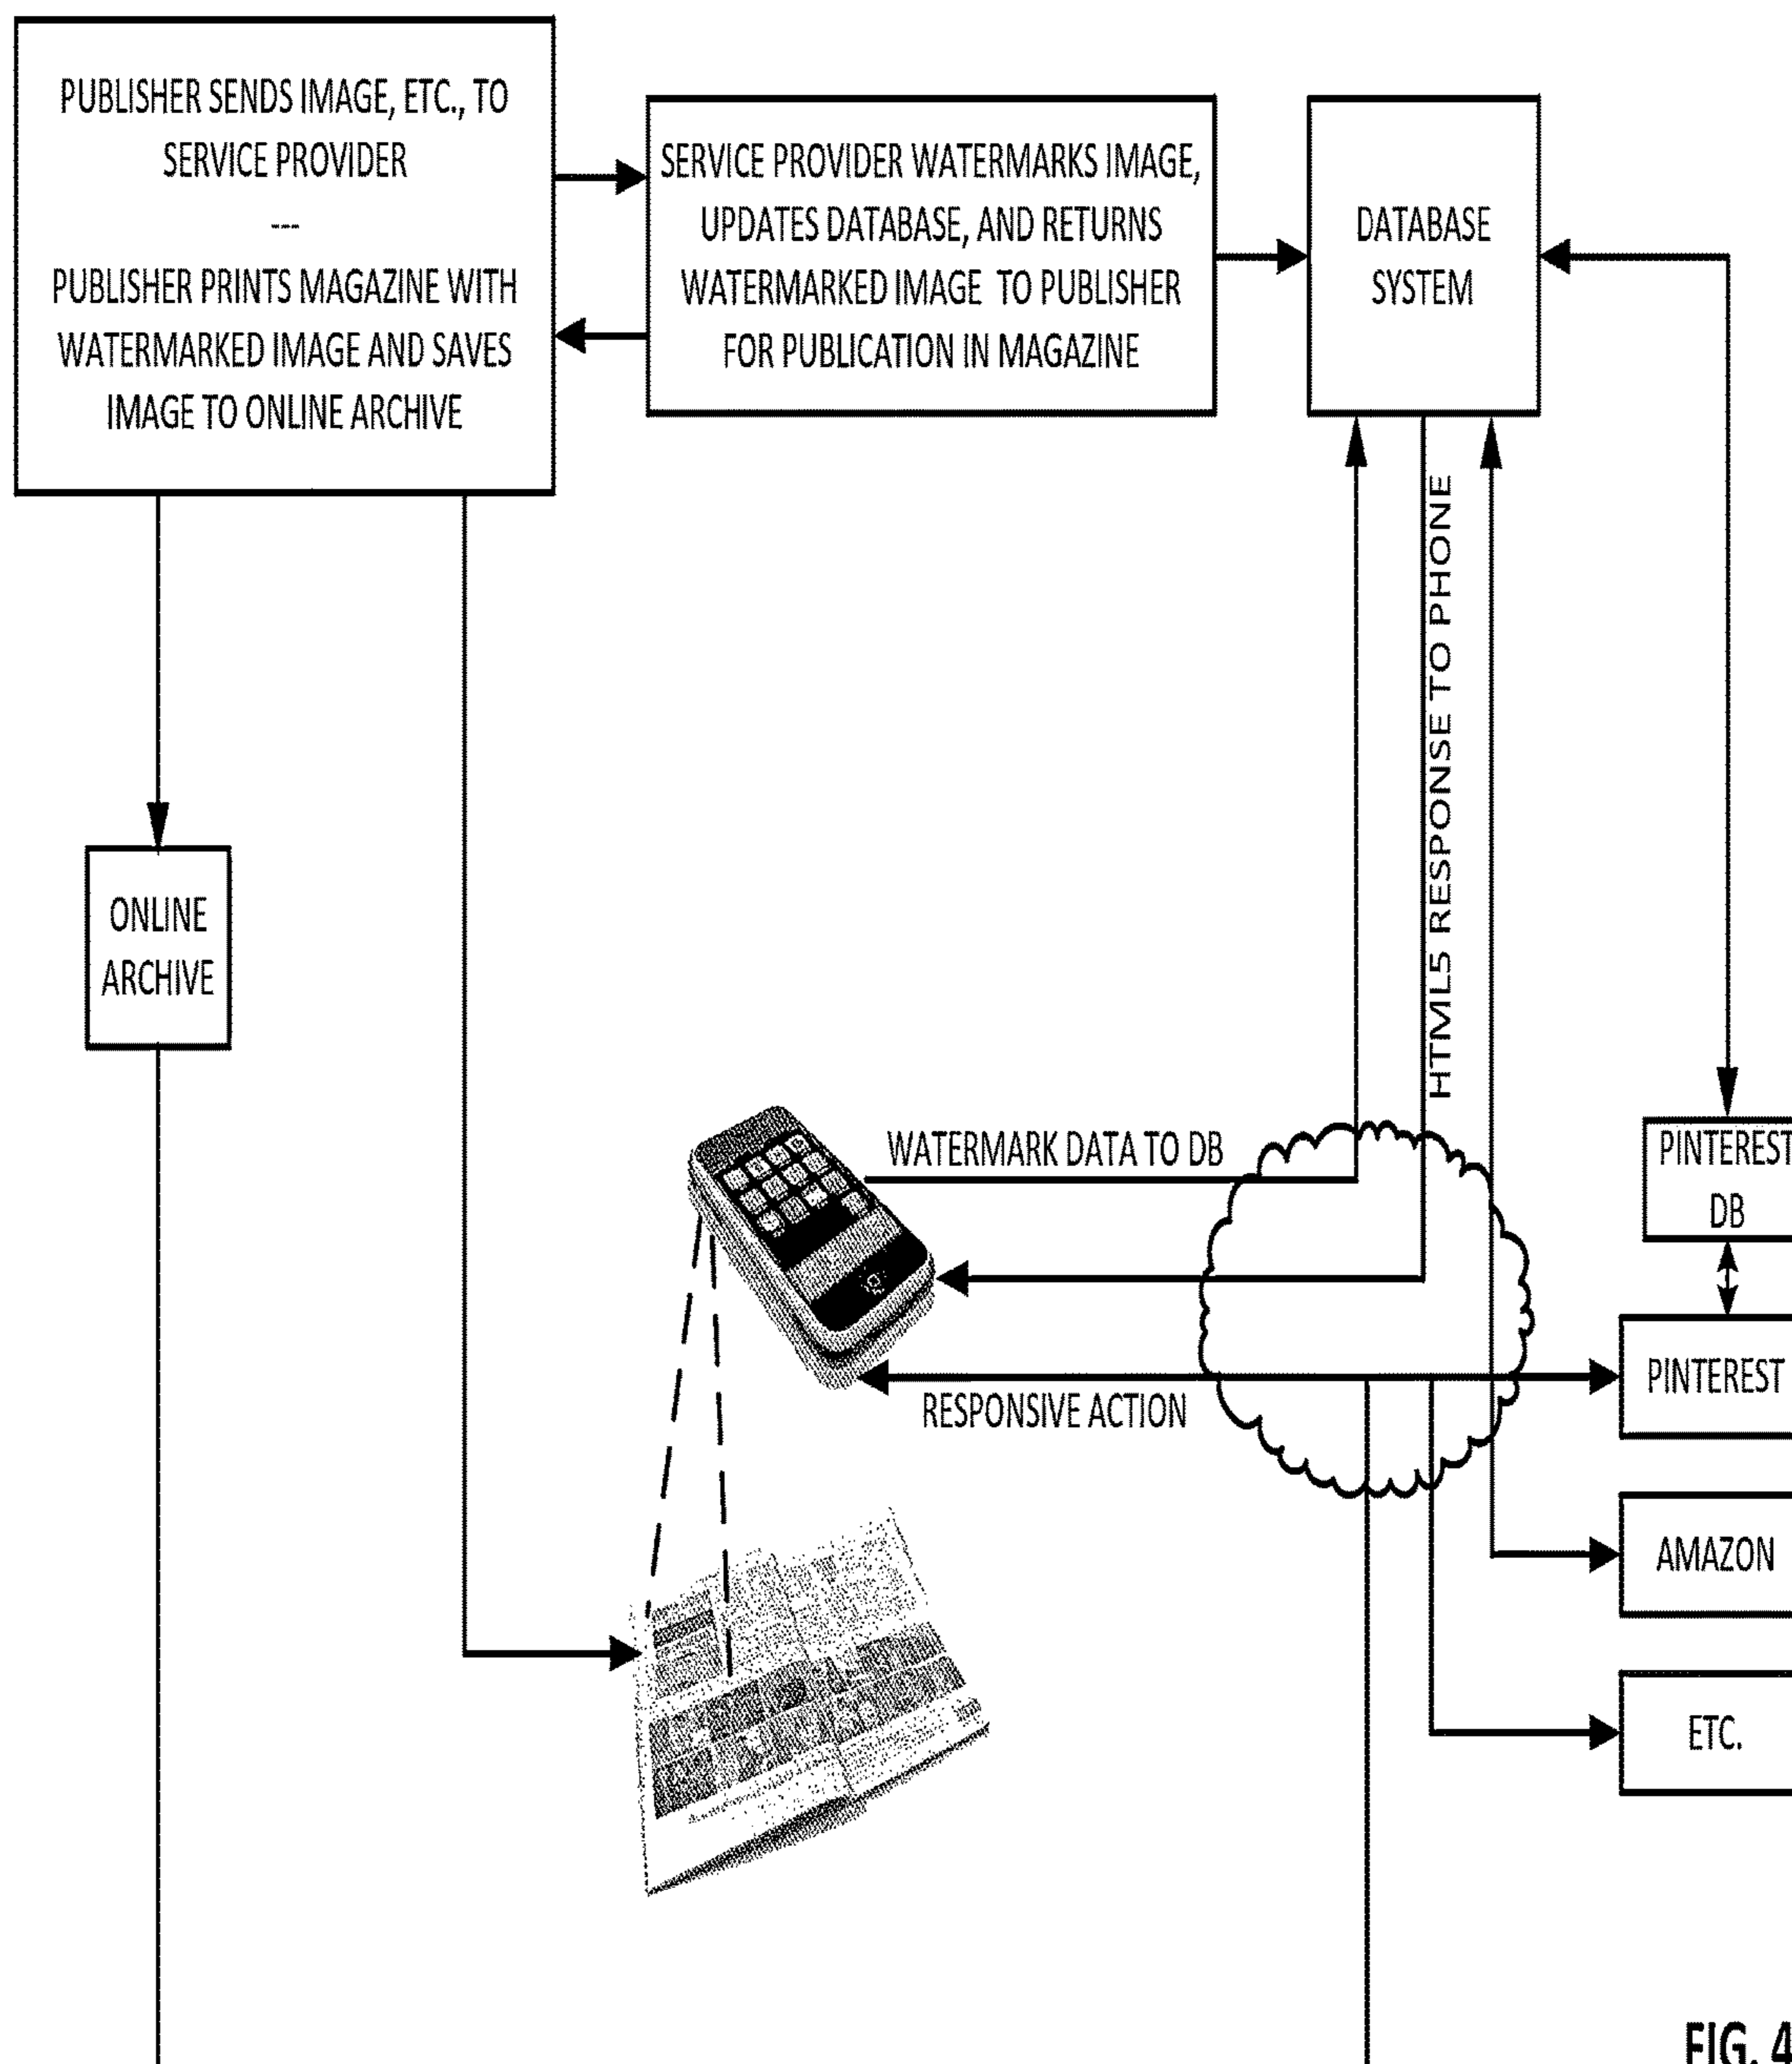 PUBLISHER SENDS IMAGE, ETC., TO
SERVICE PROVIDER
---
PUBLISHER PRINTS MAGAZINE WITH
WATERMARKED IMAGE AND SAVES
IMAGE TO ONLINE ARCHIVE
SERVICE PROVIDER WATERMARKS IMAGE,
UPDATES DATABASE, AND RETURNS
WATERMARKED IMAGE TO PUBLISHER
FOR PUBLICATION IN MAGAZINE
DATABASE
SYSTEM
HTML5 RESPONSE TO PHONE
ONLINE
ARCHIVE
WATERMARK DATA TO DB
PINTEREST
DB
PINTEREST
RESPONSIVE ACTION
AMAZON
ETC.
FIG. 4